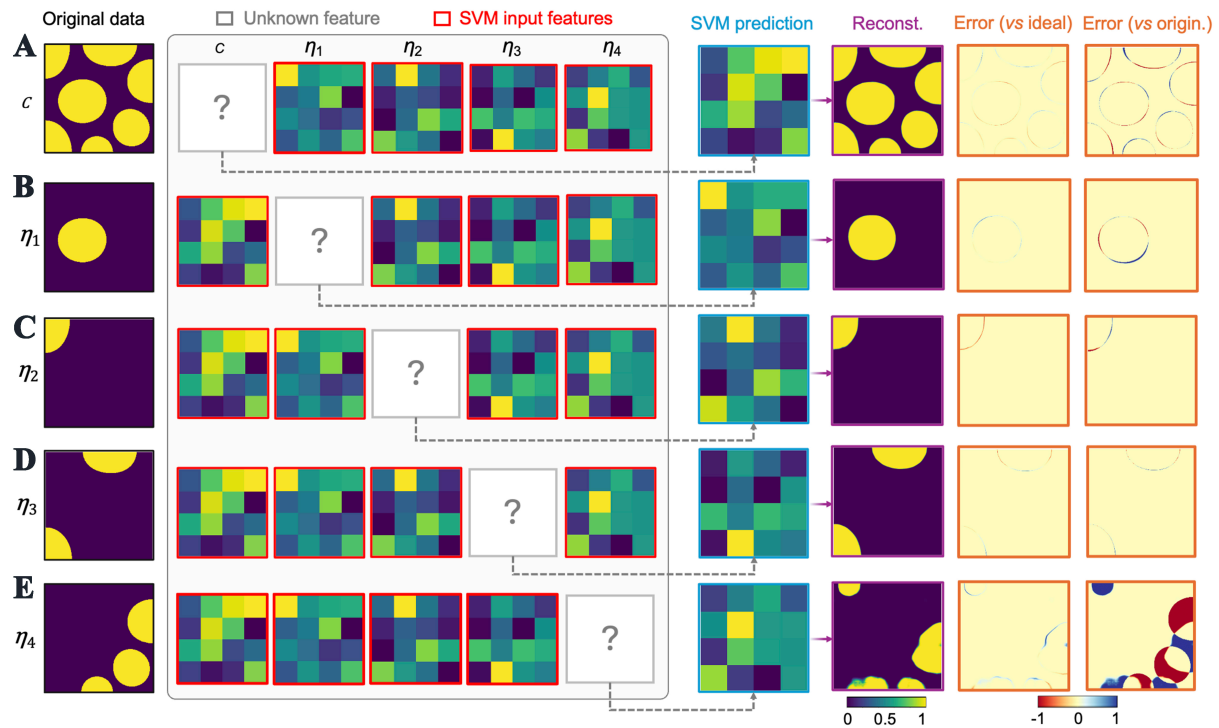 Original data
Unknown feature
SVM input features
SVM prediction
Reconst.
Error (vs ideal)
Error (vs origin.)
c η1 η2 η3 η4
A
c
?
B
η1
?
C
η2
?
D
η3
?
E
η4
?
0 0.5 1
-1 0 1